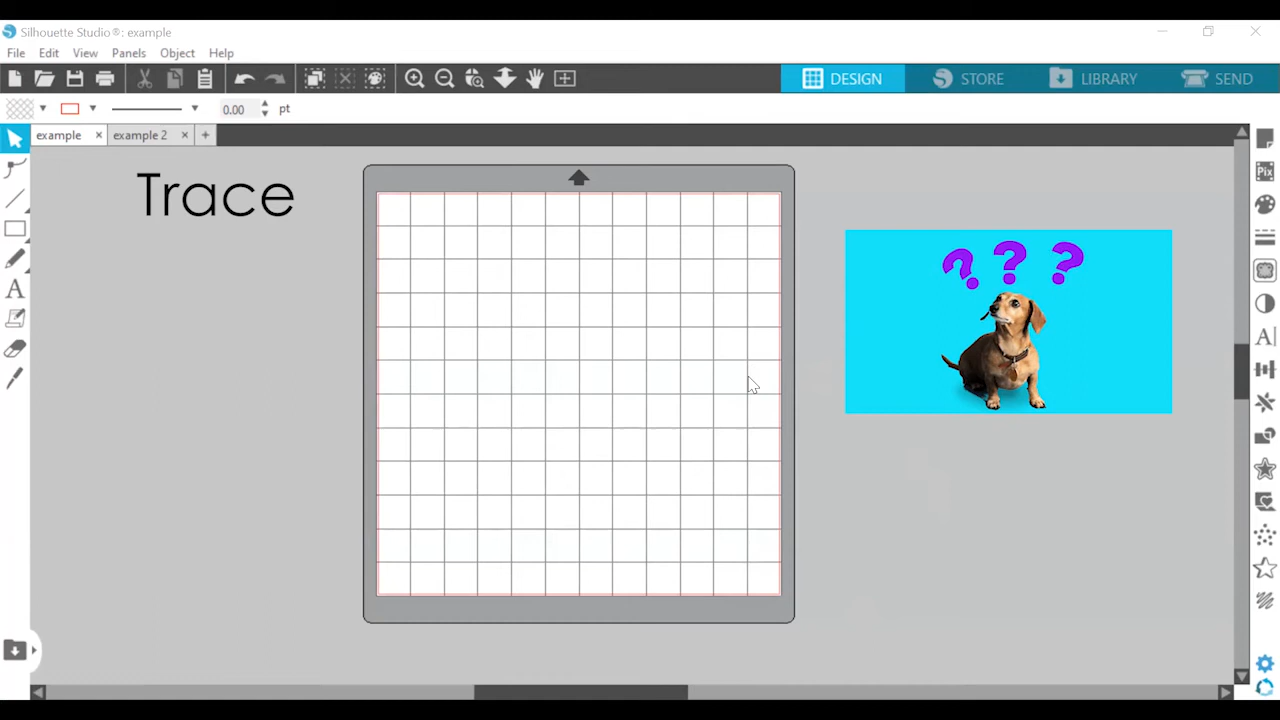 Silhouette Studio®: example
File Edit View Panels Object Help
DESIGN STORE LIBRARY SEND
0.00 pt
example × example 2 × +
Trace
? ? ?
Pix
A
A